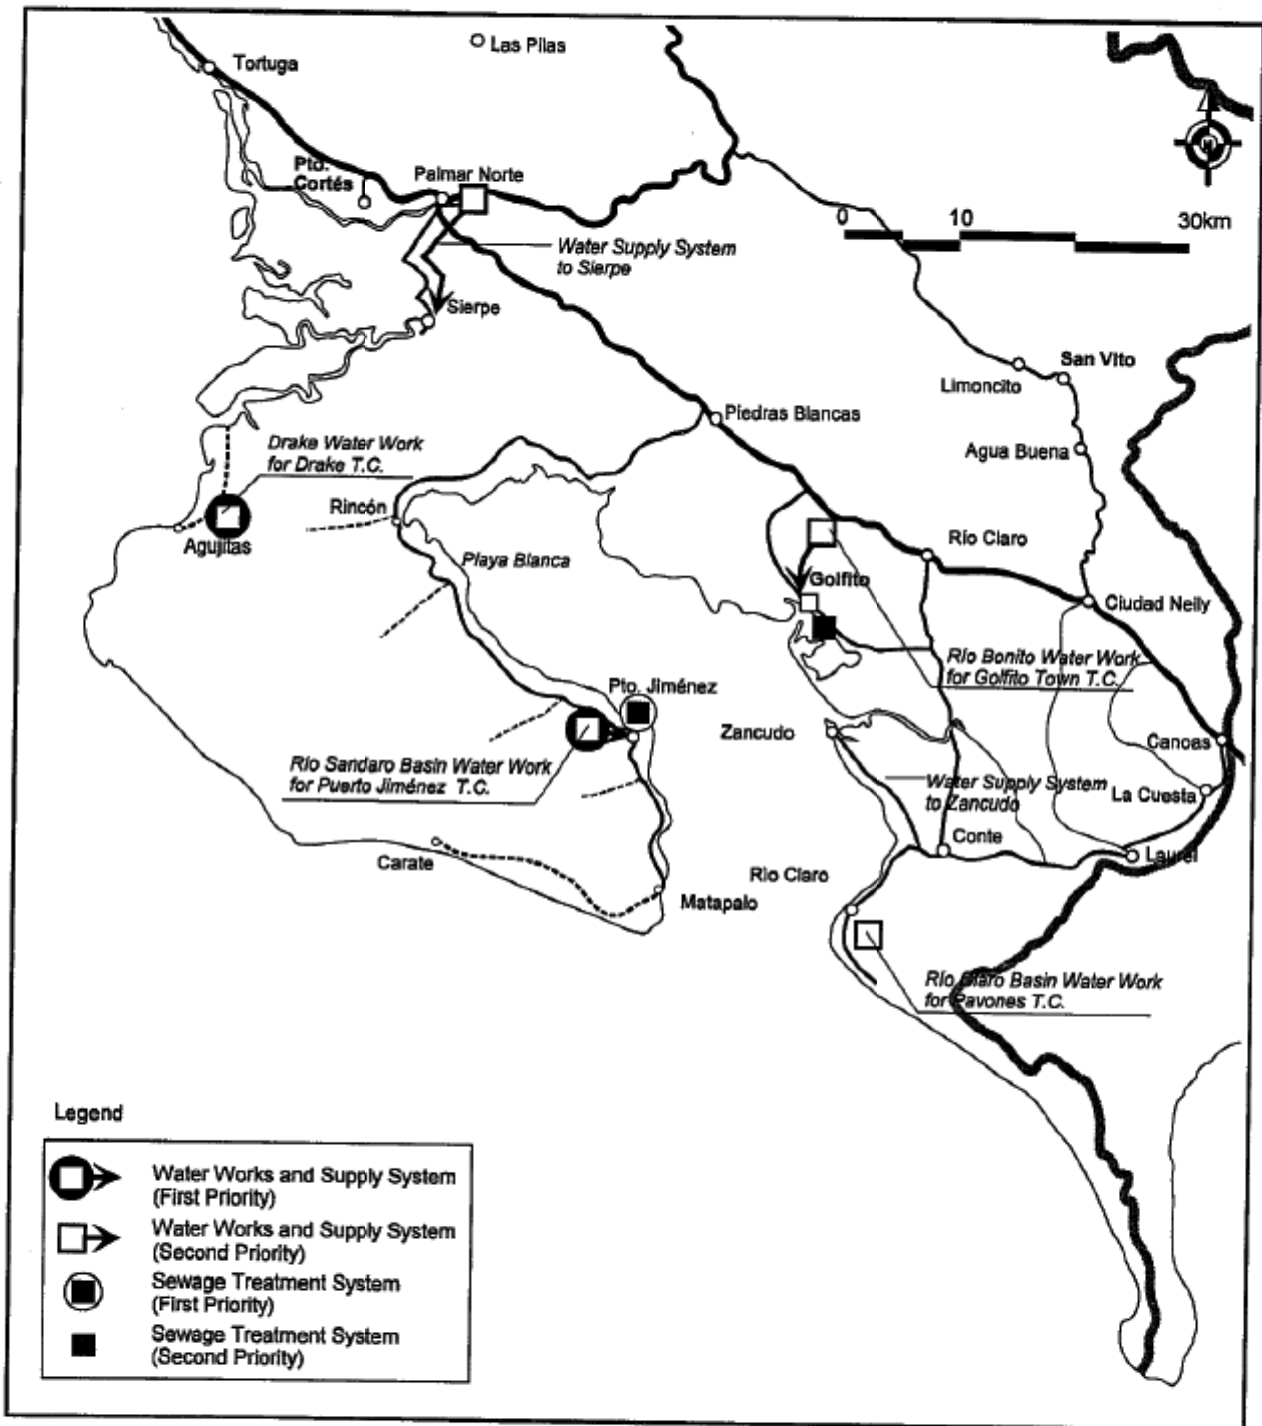 Las Pilas
Tortuga
Pto.
Cortés
Palmar Norte
N
0 10 30km
Water Supply System
to Sierpe
Sierpe
San Vito
Limoncito
Piedras Blancas
Drake Water Work
for Drake T.C.
Agua Buena
Rincón
Agujitas
Río Claro
Playa Blanca
Golfito
Ciudad Neily
Río Bonito Water Work
for Golfito Town T.C.
Pto. Jiménez
Zancudo
Canoas
Río Sandaro Basin Water Work
for Puerto Jiménez T.C.
Water Supply System
to Zancudo
La Cuesta
Conte
Laurel
Carate
Río Claro
Matapalo
Río Claro Basin Water Work
for Pavones T.C.
Legend
Water Works and Supply System
(First Priority)
Water Works and Supply System
(Second Priority)
Sewage Treatment System
(First Priority)
Sewage Treatment System
(Second Priority)